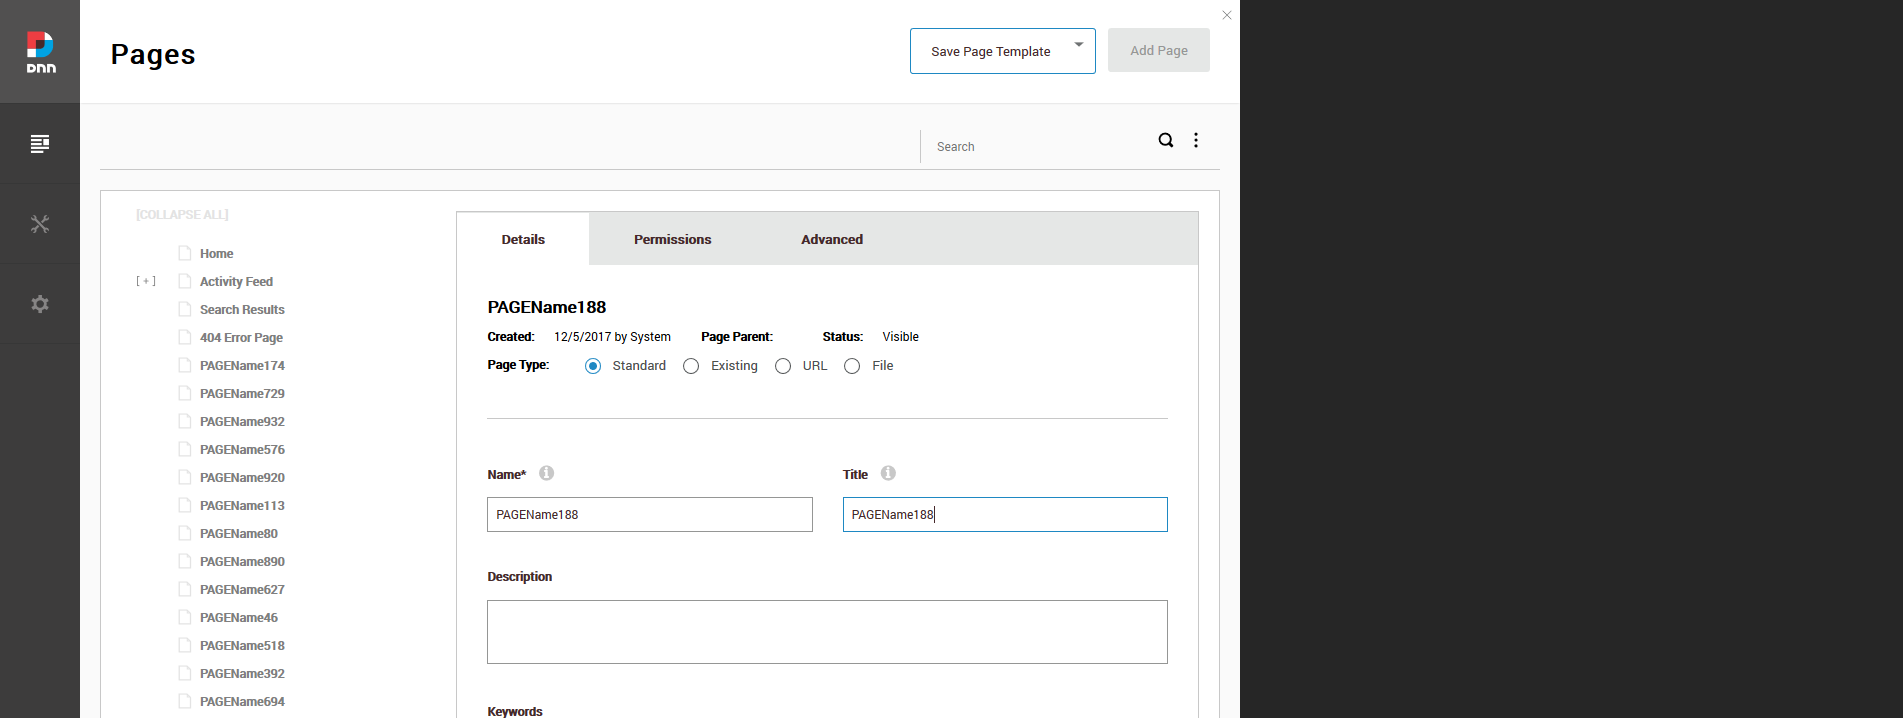 DNN
Pages
Save Page Template
Add Page
Search
[COLLAPSE ALL]
Home
[+] Activity Feed
Search Results
404 Error Page
PAGEName174
PAGEName729
PAGEName932
PAGEName576
PAGEName920
PAGEName113
PAGEName80
PAGEName890
PAGEName627
PAGEName46
PAGEName518
PAGEName392
PAGEName694
Details Permissions Advanced
PAGEName188
Created: 12/5/2017 by System Page Parent: Status: Visible
Page Type: Standard Existing URL File
Name* Title
PAGEName188 PAGEName188
Description
Keywords